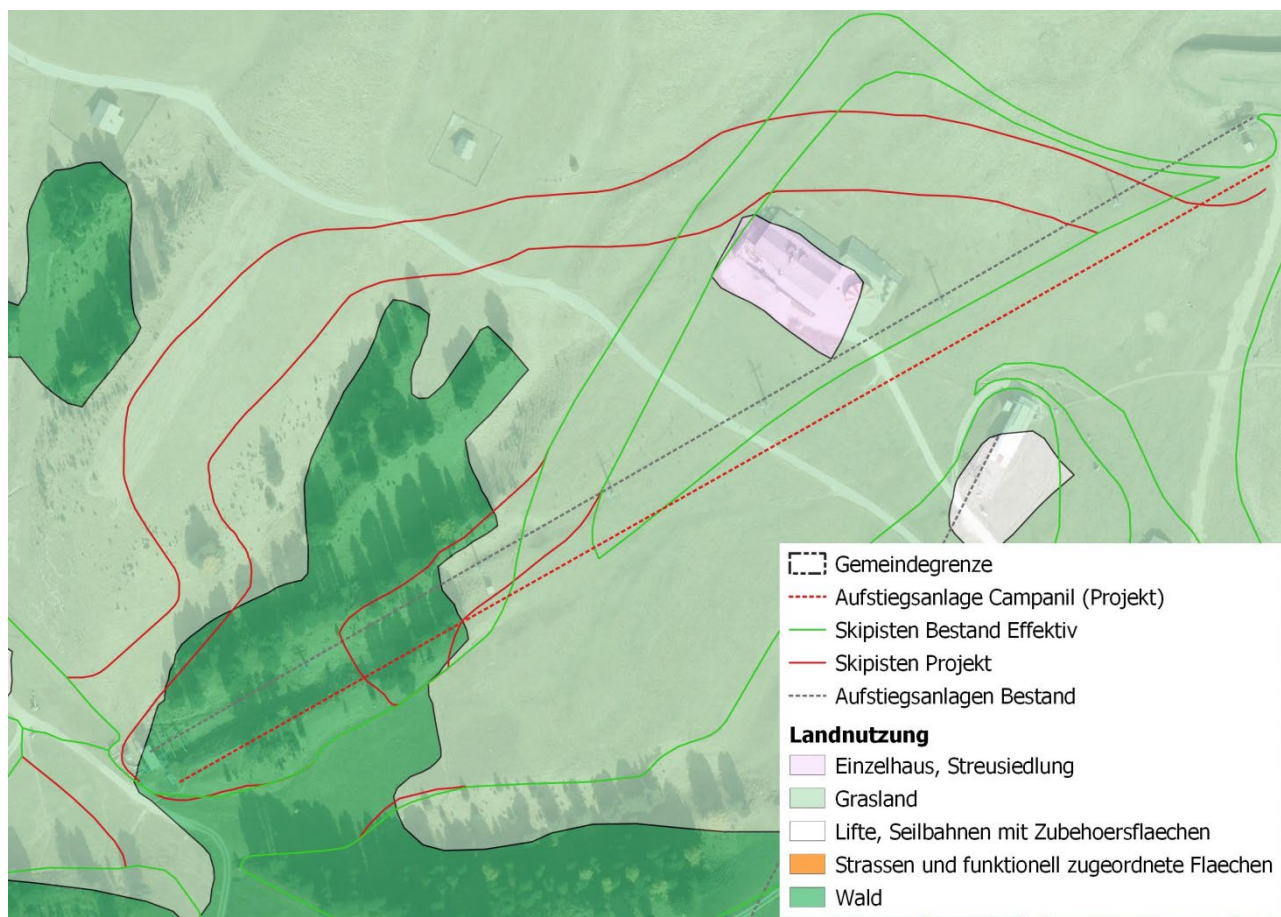 Gemeindegrenze
Aufstiegsanlage Campanil (Projekt)
Skipisten Bestand Effektiv
Skipisten Projekt
Aufstiegsanlagen Bestand
Landnutzung
Einzelhaus, Streusiedlung
Grasland
Lifte, Seilbahnen mit Zubehoersflaechen
Strassen und funktionell zugeordnete Flaechen
Wald